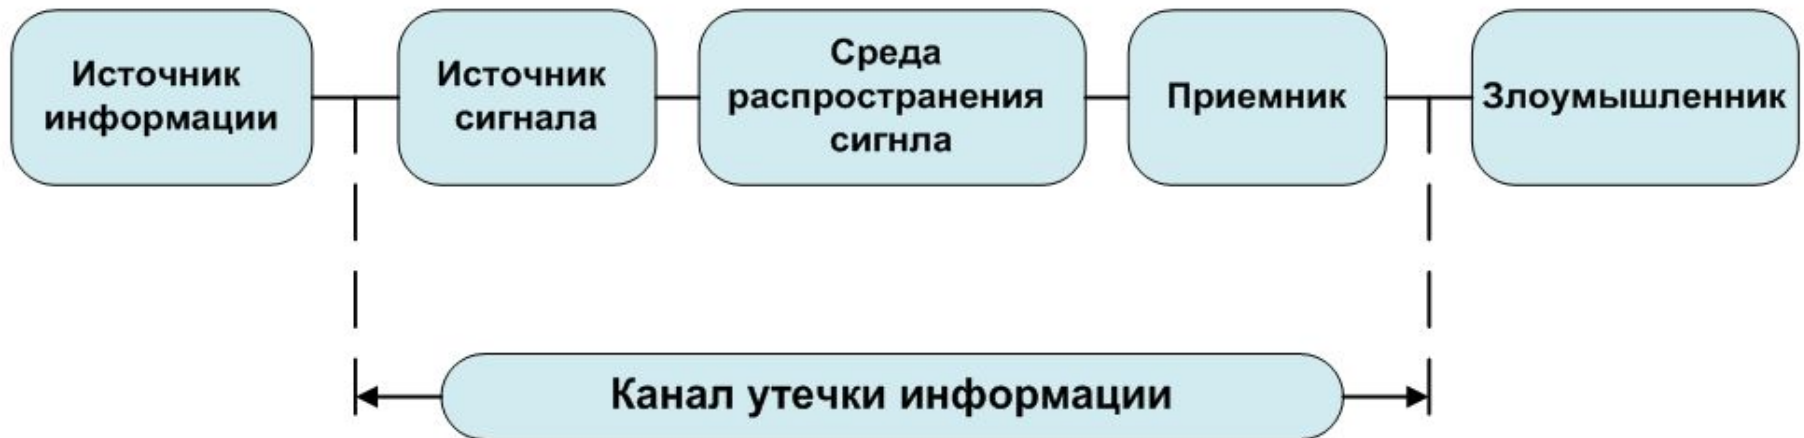 Источник
информации
Источник
сигнала
Среда
распространения
сигнла
Приемник
Злоумышленник
Канал утечки информации